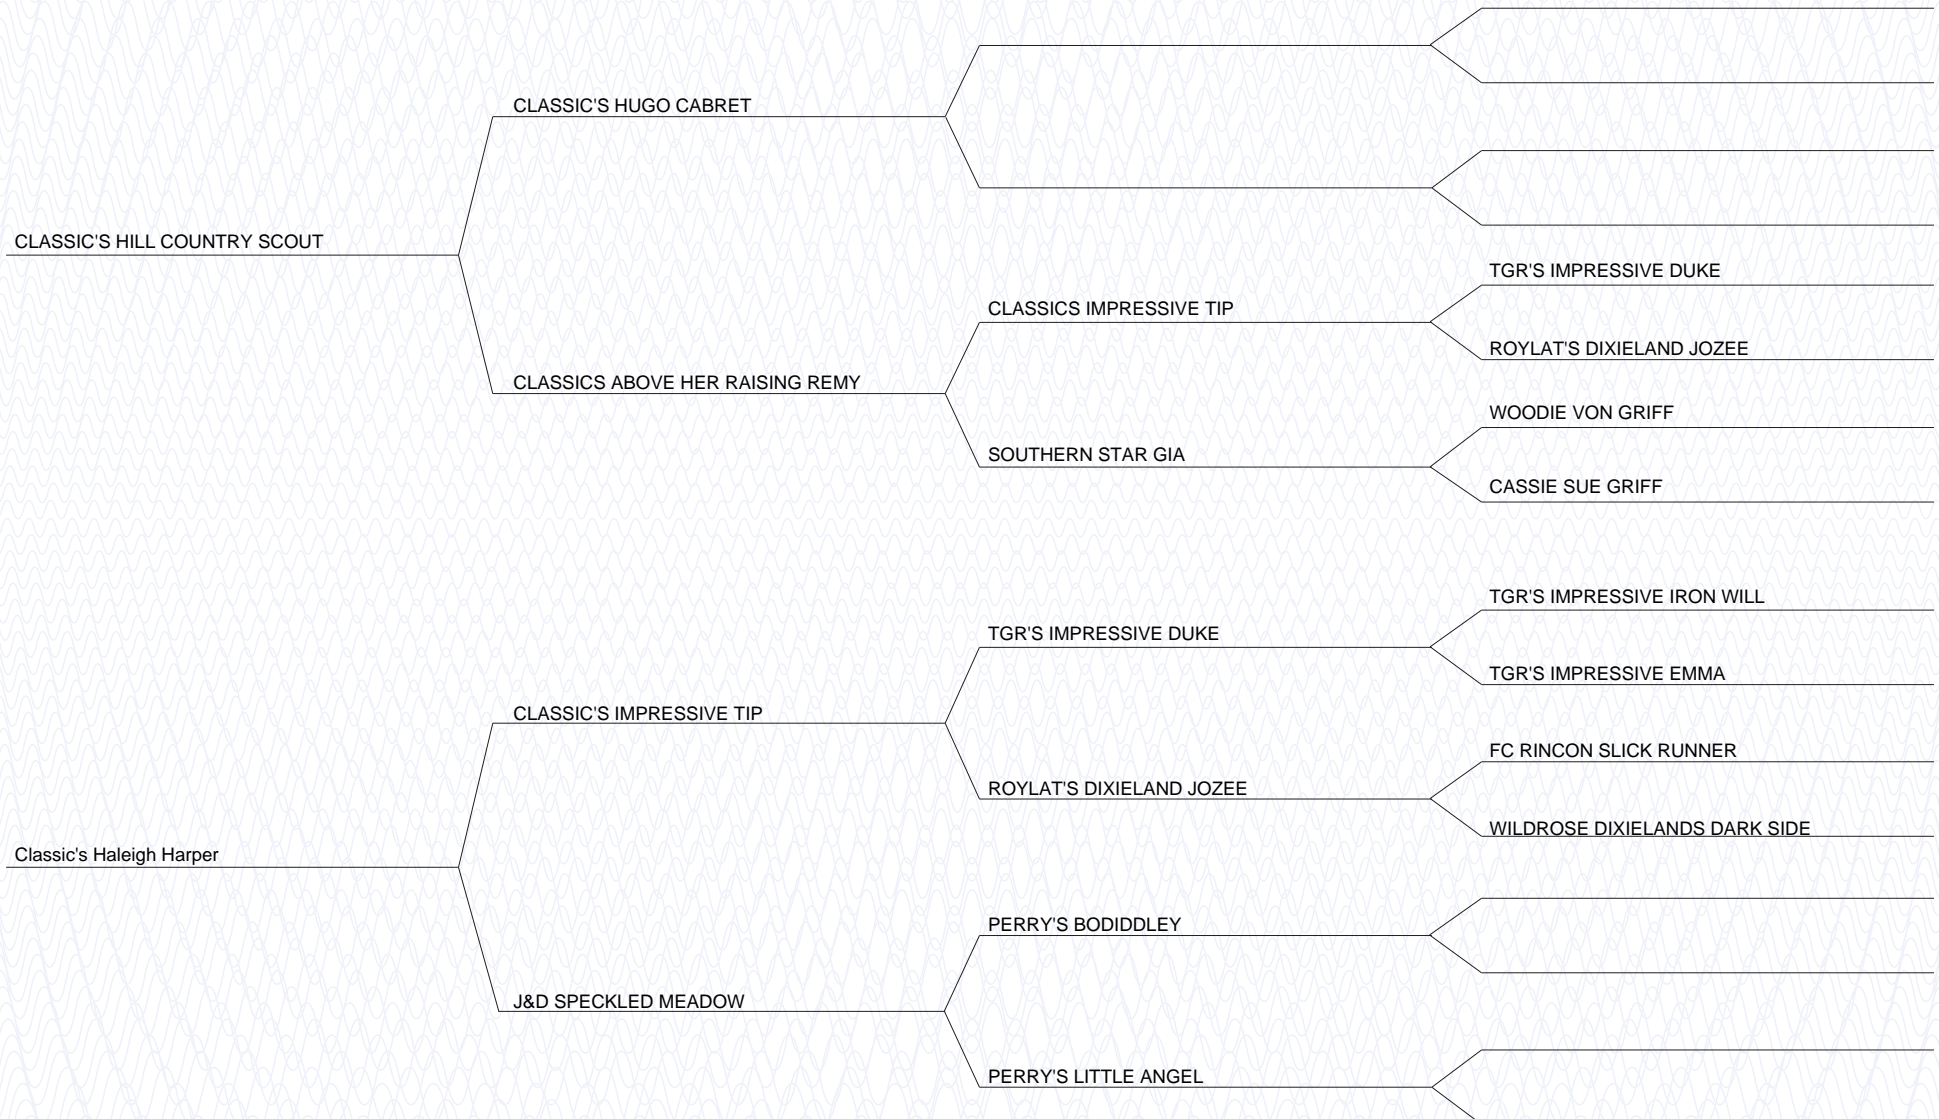 CLASSIC'S HUGO CABRET
CLASSIC'S HILL COUNTRY SCOUT
TGR'S IMPRESSIVE DUKE
CLASSICS IMPRESSIVE TIP
ROYLAT'S DIXIELAND JOZEE
CLASSICS ABOVE HER RAISING REMY
WOODIE VON GRIFF
SOUTHERN STAR GIA
CASSIE SUE GRIFF
TGR'S IMPRESSIVE IRON WILL
TGR'S IMPRESSIVE DUKE
TGR'S IMPRESSIVE EMMA
CLASSIC'S IMPRESSIVE TIP
FC RINCON SLICK RUNNER
ROYLAT'S DIXIELAND JOZEE
WILDROSE DIXIELANDS DARK SIDE
Classic's Haleigh Harper
PERRY'S BODIDDLEY
J&D SPECKLED MEADOW
PERRY'S LITTLE ANGEL